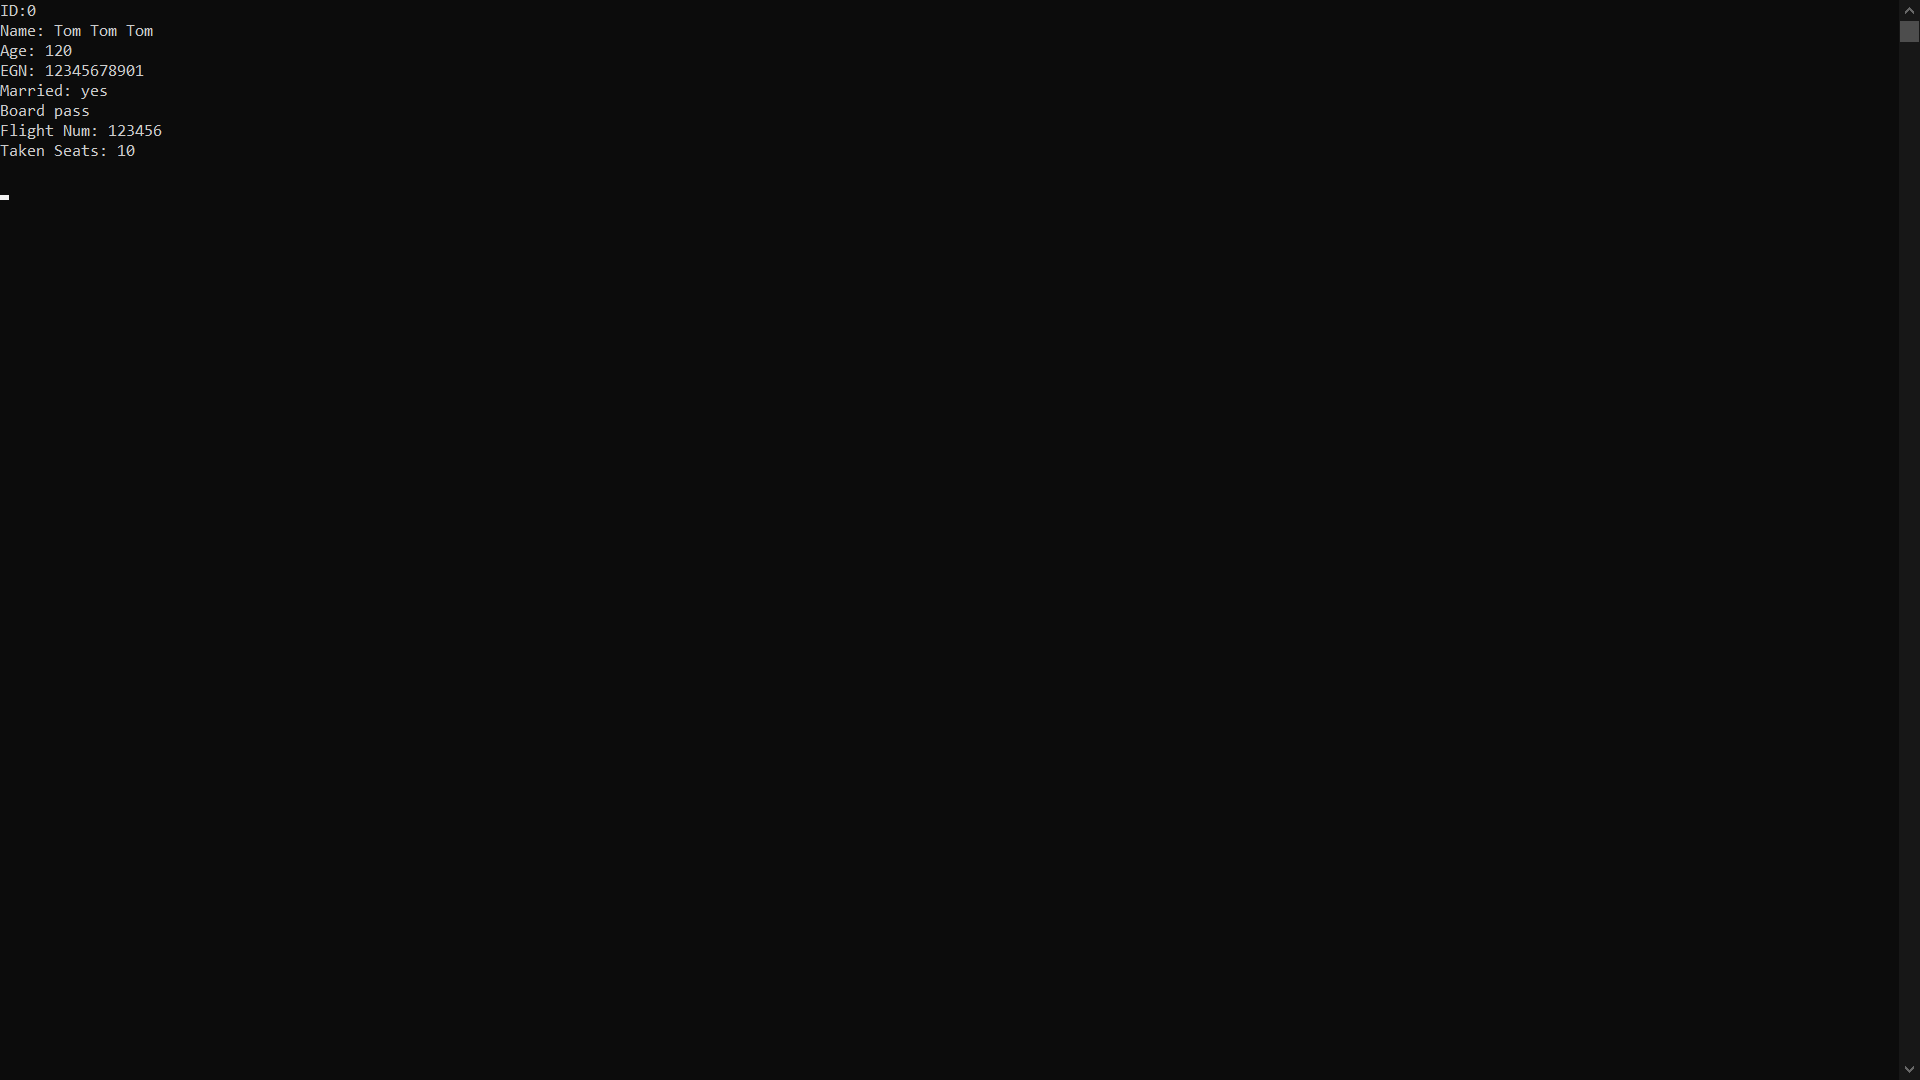 ID:0
Name: Tom Tom Tom
Age: 120
EGN: 12345678901
Married: yes
Board pass
Flight Num: 123456
Taken Seats: 10